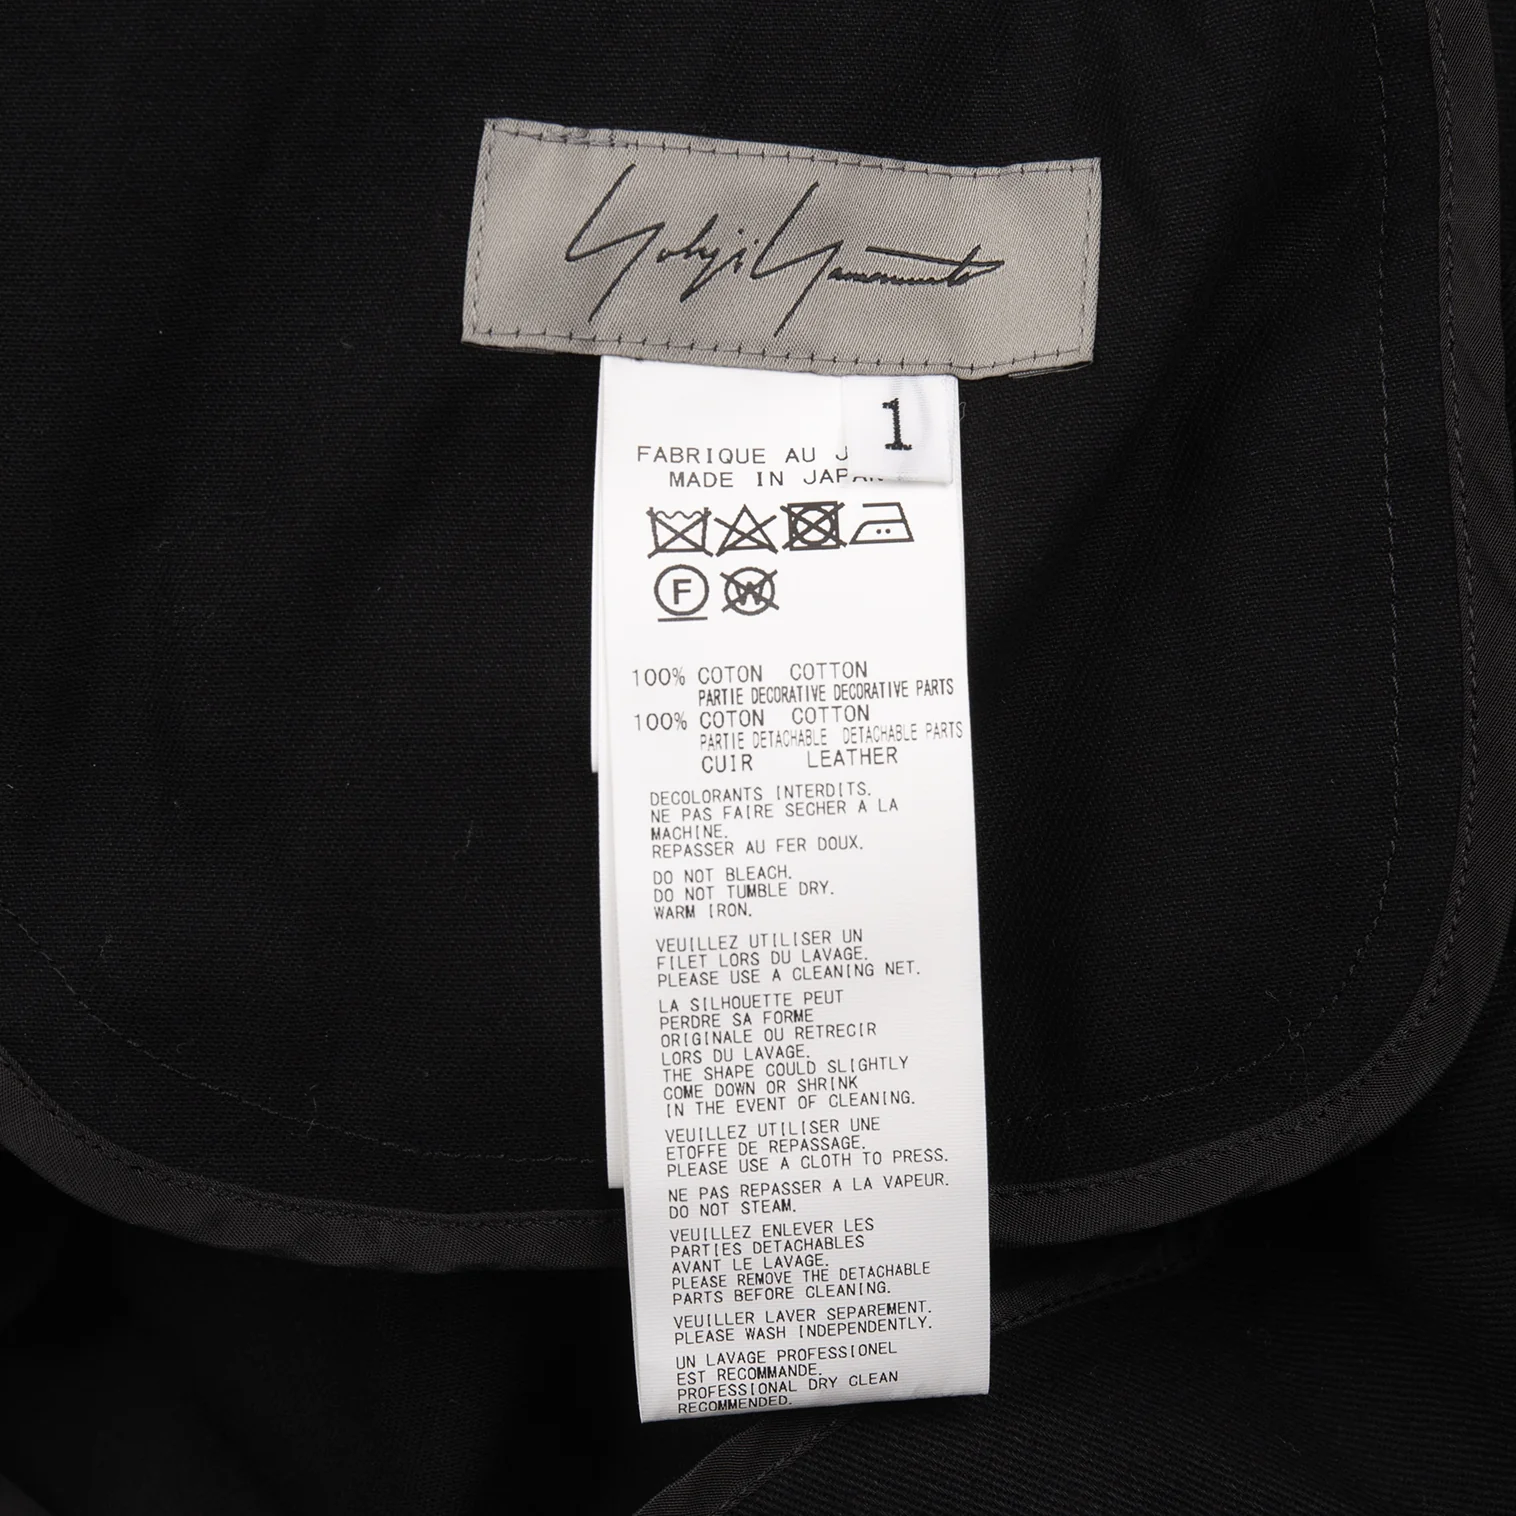 Yohji Yamamoto
1
FABRIQUE AU J
MADE IN JAPAN
F
W
100% COTON COTTON
PARTIE DECORATIVE DECORATIVE PARTS
100% COTON COTTON
PARTIE DETACHABLE DETACHABLE PARTS
CUIR LEATHER
DECOLORANTS INTERDITS.
NE PAS FAIRE SECHER A LA
MACHINE.
REPASSER AU FER DOUX.
DO NOT BLEACH.
DO NOT TUMBLE DRY.
WARM IRON.
VEUILLEZ UTILISER UN
FILET LORS DU LAVAGE.
PLEASE USE A CLEANING NET.
LA SILHOUETTE PEUT
PERDRE SA FORME
ORIGINALE OU RETRECIR
LORS DU LAVAGE.
THE SHAPE COULD SLIGHTLY
COME DOWN OR SHRINK
IN THE EVENT OF CLEANING.
VEUILLEZ UTILISER UNE
ETOFFE DE REPASSAGE.
PLEASE USE A CLOTH TO PRESS.
NE PAS REPASSER A LA VAPEUR.
DO NOT STEAM.
VEUILLEZ ENLEVER LES
PARTIES DETACHABLES
AVANT LE LAVAGE.
PLEASE REMOVE THE DETACHABLE
PARTS BEFORE CLEANING.
VEUILLER LAVER SEPAREMENT.
PLEASE WASH INDEPENDENTLY.
UN LAVAGE PROFESSIONEL
EST RECOMMANDE.
PROFESSIONAL DRY CLEAN
RECOMMENDED.